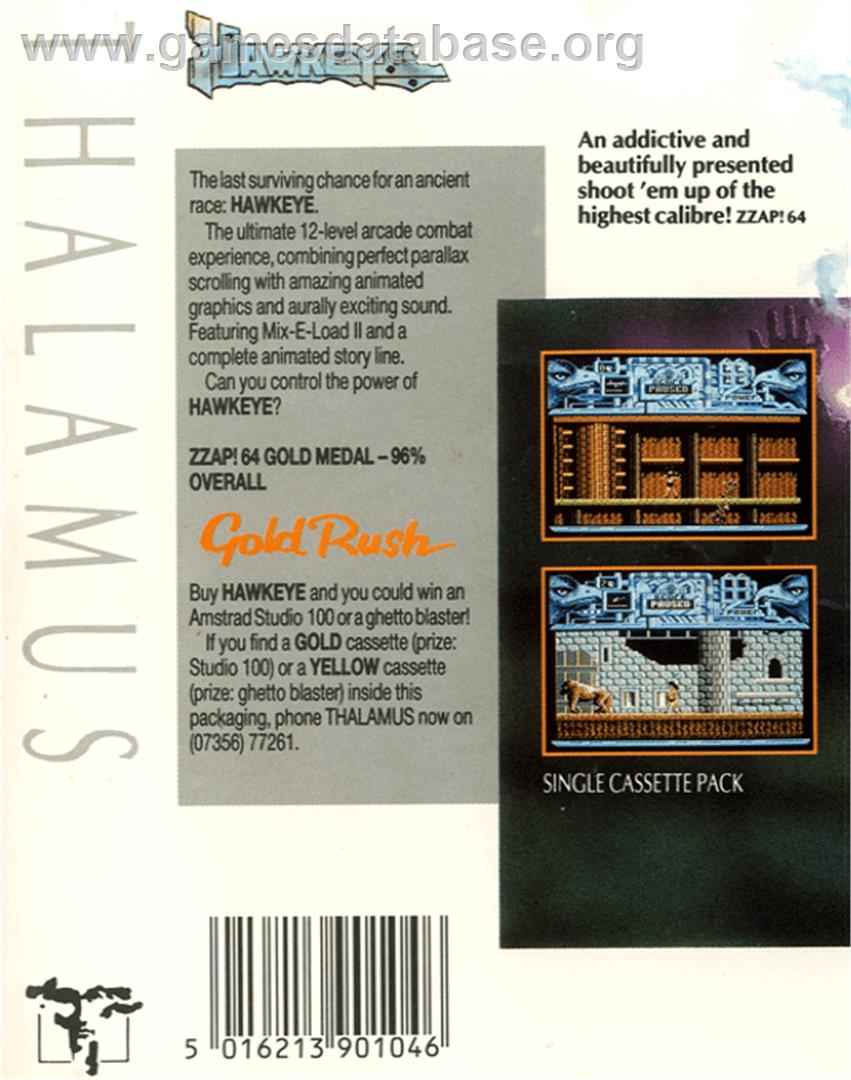 www.gamesdatabase.org
HAWKEYE
THALAMUS
An addictive and
beautifully presented
shoot 'em up of the
highest calibre! ZZAP! 64
The last surviving chance for an ancient
race: HAWKEYE.
The ultimate 12-level arcade combat
experience, combining perfect parallax
scrolling with amazing animated
graphics and aurally exciting sound.
Featuring Mix-E-Load II and a
complete animated story line.
Can you control the power of
HAWKEYE?
ZZAP! 64 GOLD MEDAL – 96%
OVERALL
Gold Rush
Buy HAWKEYE and you could win an
Amstrad Studio 100 or a ghetto blaster!
If you find a GOLD cassette (prize:
Studio 100) or a YELLOW cassette
(prize: ghetto blaster) inside this
packaging, phone THALAMUS now on
(07356) 77261.
PAUSED
POWER
PAUSED
POWER
SINGLE CASSETTE PACK
5 016213 901046